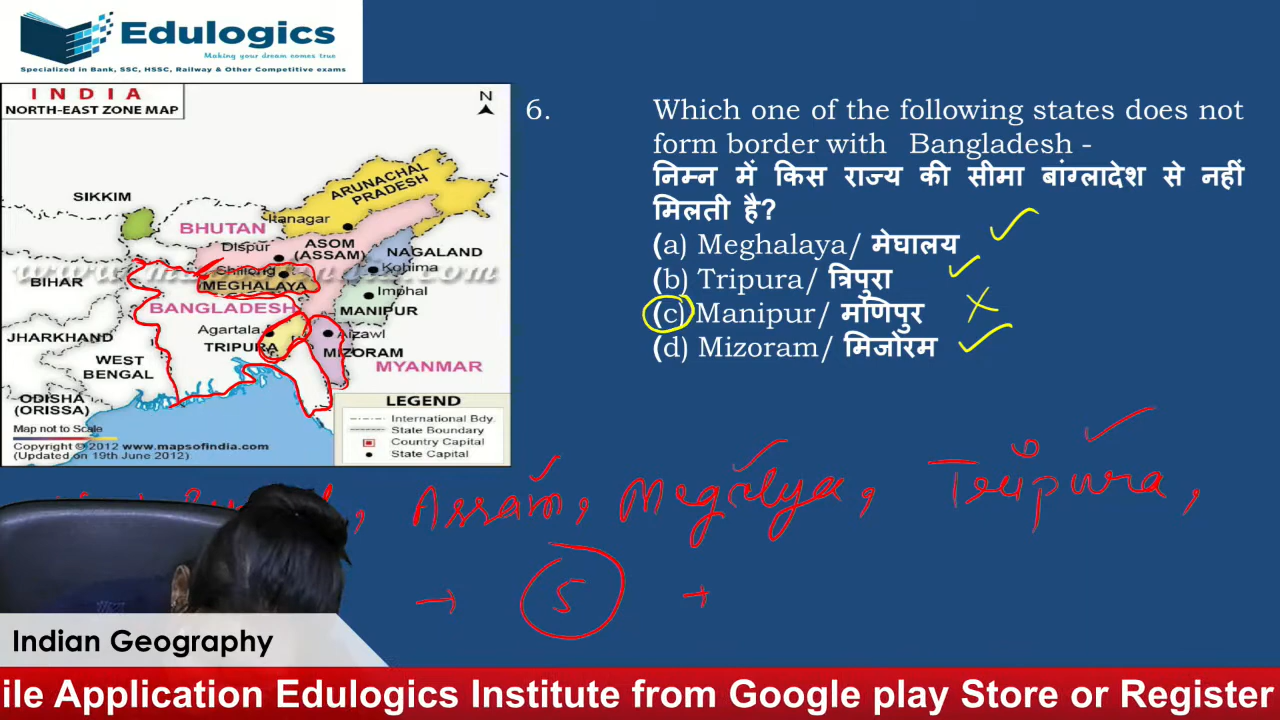 Edulogics
Making your dream comes true
Specialized in Bank, SSC, HSSC, Railway & Other Competitive exams
INDIA
NORTH-EAST ZONE MAP
N
SIKKIM
ARUNACHAL
PRADESH
BHUTAN
Itanagar
Dispur
ASOM
(ASSAM)
NAGALAND
Kohima
Shillong
BIHAR
MEGHALAYA
Imphal
BANGLADESH
MANIPUR
JHARKHAND
Agartala
Aizawl
TRIPURA
MIZORAM
WEST
BENGAL
MYANMAR
ODISHA
(ORISSA)
LEGEND
International Bdy.
State Boundary
Country Capital
State Capital
Map not to Scale
Copyright © 2012 www.mapsofindia.com
(Updated on 19th June 2012)
6. Which one of the following states does not
form border with Bangladesh -
निम्न में किस राज्य की सीमा बांग्लादेश से नहीं
मिलती है?
(a) Meghalaya/ मेघालय
(b) Tripura/ त्रिपुरा
(c) Manipur/ मणिपुर
(d) Mizoram/ मिजोरम
, Assam, Megalya, Tripura,
→ 5 +
Indian Geography
ile Application Edulogics Institute from Google play Store or Register